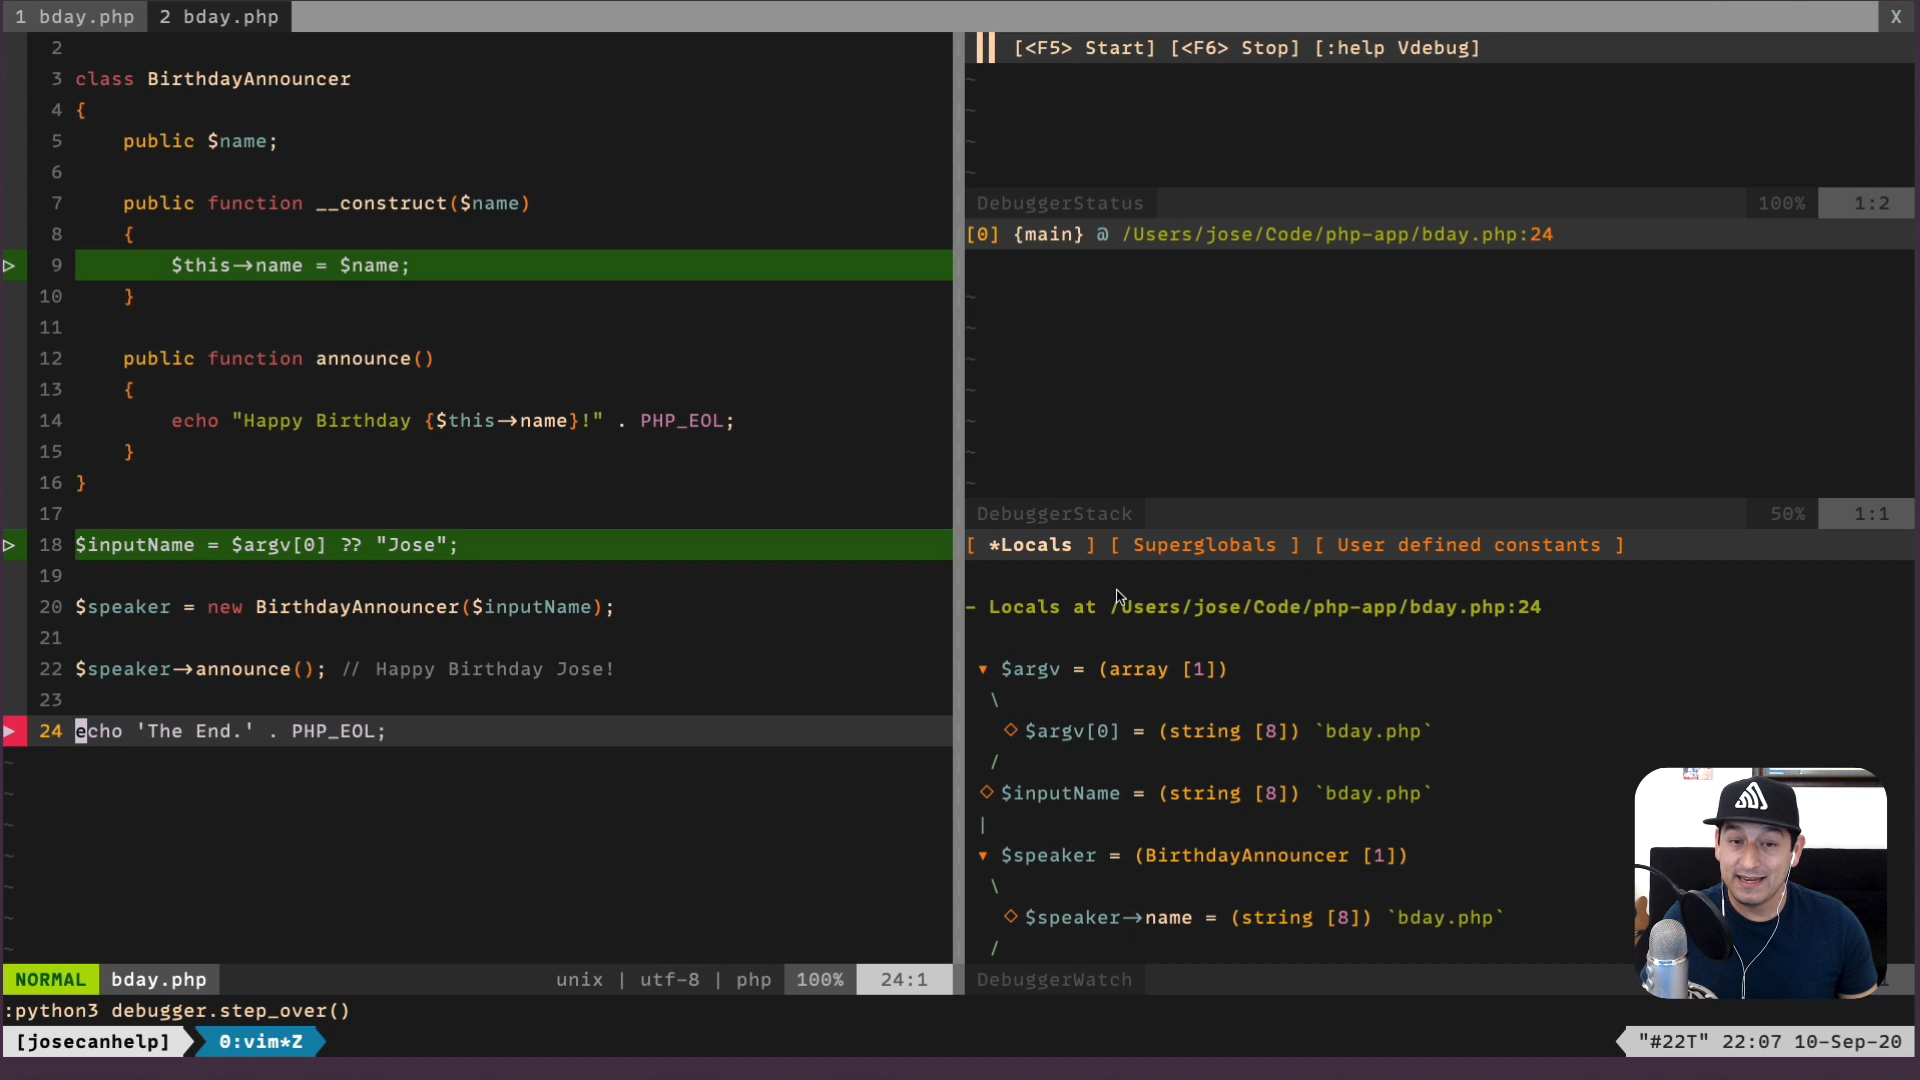 1 bday.php 2 bday.php X
2
3 class BirthdayAnnouncer
4 {
5 public $name;
6
7 public function __construct($name)
8 {
9 $this→name = $name;
10 }
11
12 public function announce()
13 {
14 echo "Happy Birthday {$this→name}!" . PHP_EOL;
15 }
16 }
17
18 $inputName = $argv[0] ?? "Jose";
19
20 $speaker = new BirthdayAnnouncer($inputName);
21
22 $speaker→announce(); // Happy Birthday Jose!
23
24 echo 'The End.' . PHP_EOL;
~
~
~
~
~
~
~
NORMAL bday.php unix | utf-8 | php 100% 24:1
[<F5> Start] [<F6> Stop] [:help Vdebug]
~
~
~
~
DebuggerStatus 100% 1:2
[0] {main} @ /Users/jose/Code/php-app/bday.php:24
~
~
~
~
~
~
~
DebuggerStack 50% 1:1
[ *Locals ] [ Superglobals ] [ User defined constants ]
- Locals at /Users/jose/Code/php-app/bday.php:24
▾ $argv = (array [1])
\
◇ $argv[0] = (string [8]) `bday.php`
/
◇ $inputName = (string [8]) `bday.php`
|
▾ $speaker = (BirthdayAnnouncer [1])
\
◇ $speaker→name = (string [8]) `bday.php`
/
DebuggerWatch
:python3 debugger.step_over()
[josecanhelp] 0:vim*Z "#22T" 22:07 10-Sep-20